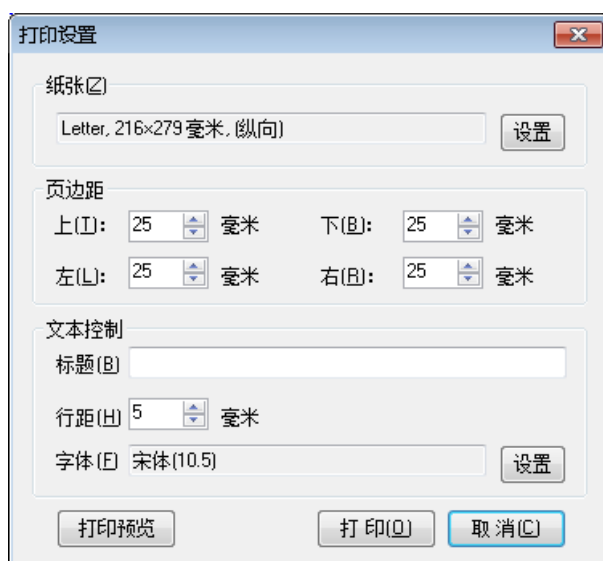 打印设置
纸张(Z)
Letter, 216×279 毫米, (纵向)
设置
页边距
上(T): 25 毫米 下(B): 25 毫米
左(L): 25 毫米 右(R): 25 毫米
文本控制
标题(B)
行距(H) 5 毫米
字体(F) 宋体(10.5) 设置
打印预览 打 印(O) 取 消(C)